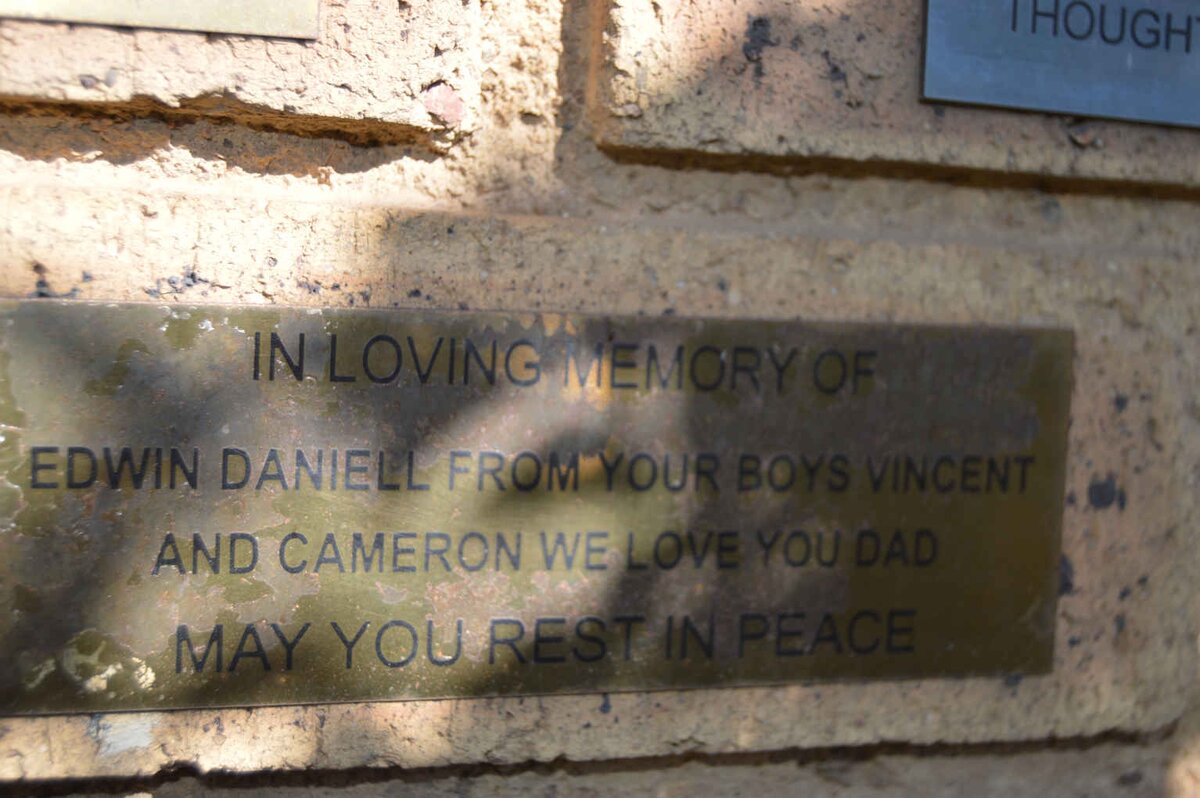 THOUGH
IN LOVING MEMORY OF
EDWIN DANIELL FROM YOUR BOYS VINCENT
AND CAMERON WE LOVE YOU DAD
MAY YOU REST IN PEACE